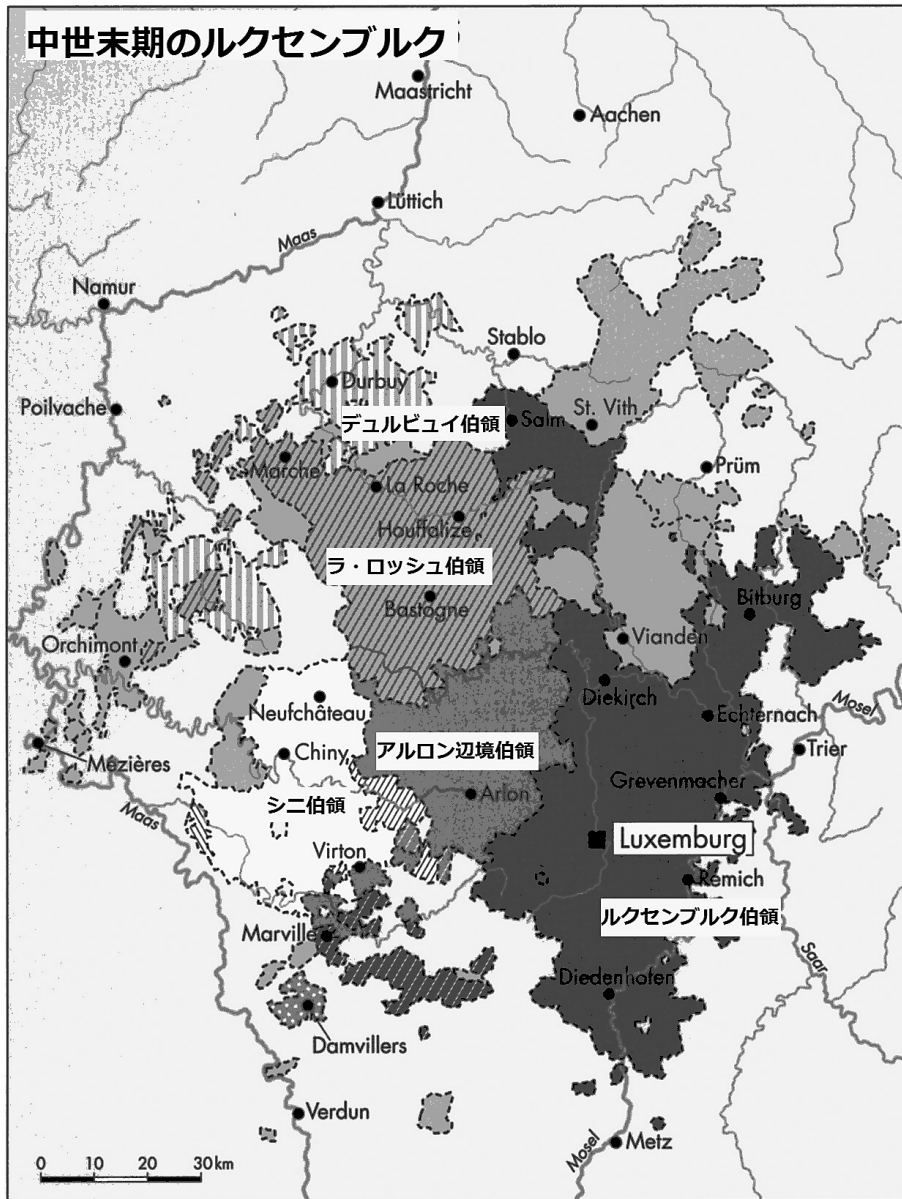 中世末期のルクセンブルク
Maastricht
Aachen
Lüttich
Maas
Namur
Stablo
Durbuy
Poilvache
デュルビュイ伯領
Salm
St. Vith
Marche
Prüm
La Roche
Houffalize
ラ・ロッシュ伯領
Bastogne
Bitburg
Orchimont
Vianden
Diekirch
Neufchâteau
Echternach
Mosel
Mézières
Chiny
アルロン辺境伯領
Trier
Grevenmacher
シニ伯領
Arlon
Maas
Luxemburg
Virton
Remich
ルクセンブルク伯領
Marville
Saar
Diedenhofen
Damvillers
Verdun
Mosel
Metz
0 10 20 30 km